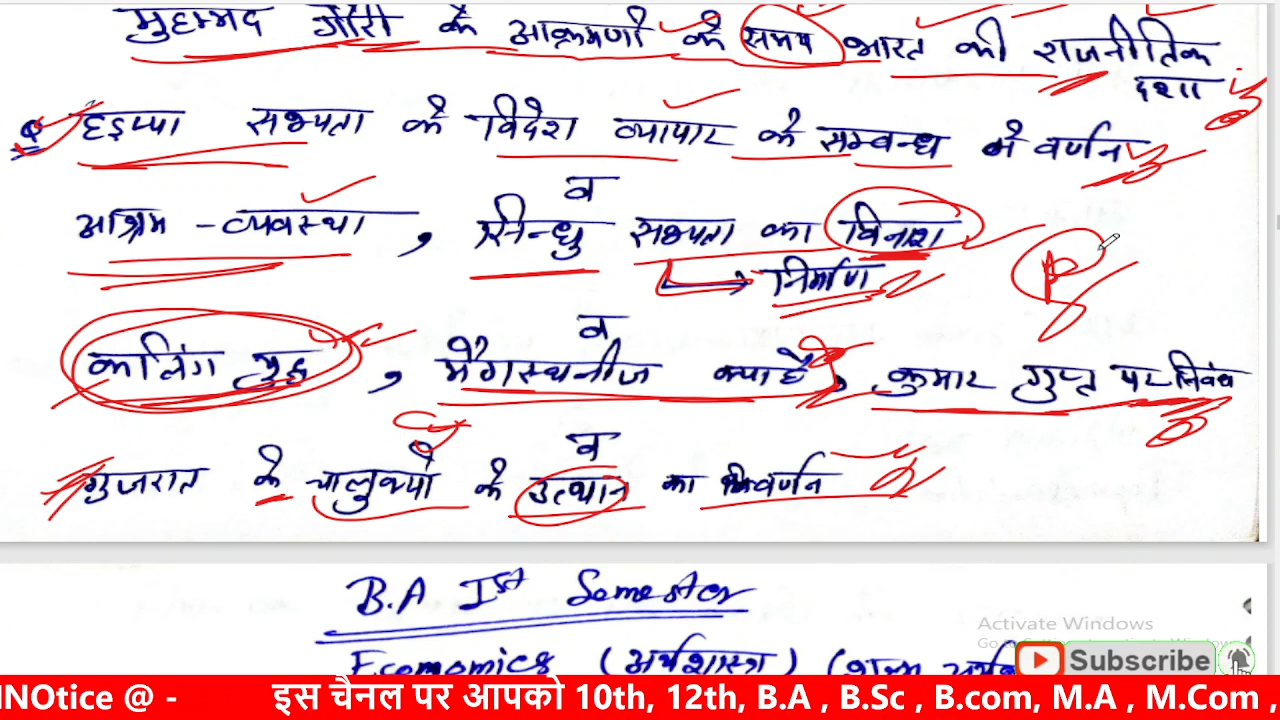 मुहम्मद गौरी के आक्रमणों के समय भारत की राजनीतिक
दशा
हड़प्पा सभ्यता के विदेश व्यापार के सम्बन्ध में वर्णन
व
आश्रम - व्यवस्था , सिन्धु सभ्यता का विनाश
निर्माण
व
कलिंग युद्ध , मेगस्थनीज क्या है , कुमार गुप्त पर निबंध
व
गुजरात के चालुक्यों के उत्थान का वर्णन
B.A Ist Semester
Economics (अर्थशास्त्र)
Activate Windows
Subscribe
INOtice @ - इस चैनल पर आपको 10th, 12th, B.A , B.Sc , B.com, M.A , M.Com ,